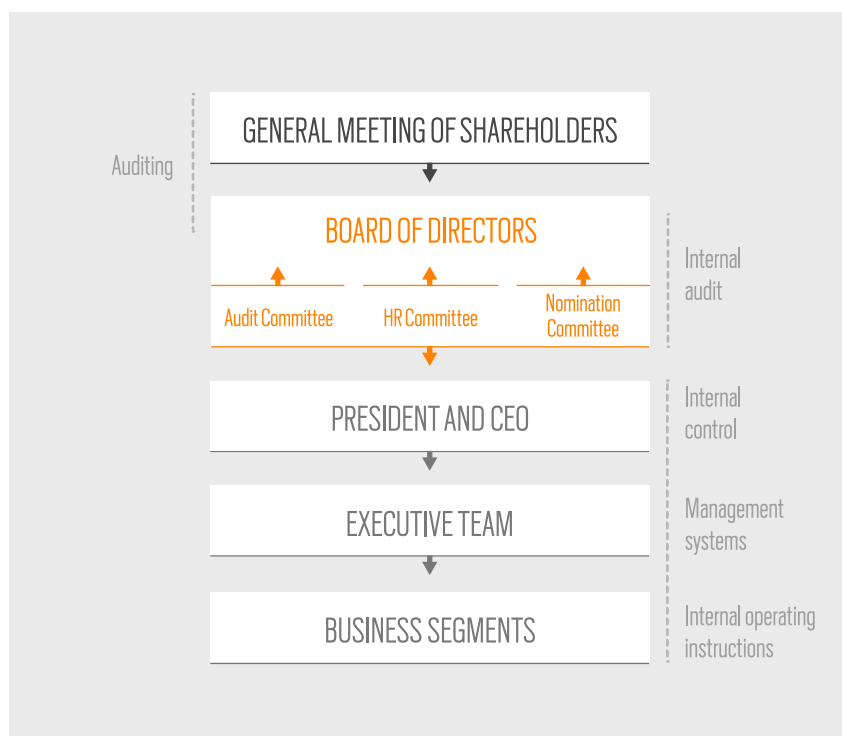 GENERAL MEETING OF SHAREHOLDERS
Auditing
BOARD OF DIRECTORS
Audit Committee
HR Committee
Nomination
Committee
Internal
audit
PRESIDENT AND CEO
Internal
control
EXECUTIVE TEAM
Management
systems
BUSINESS SEGMENTS
Internal operating
instructions